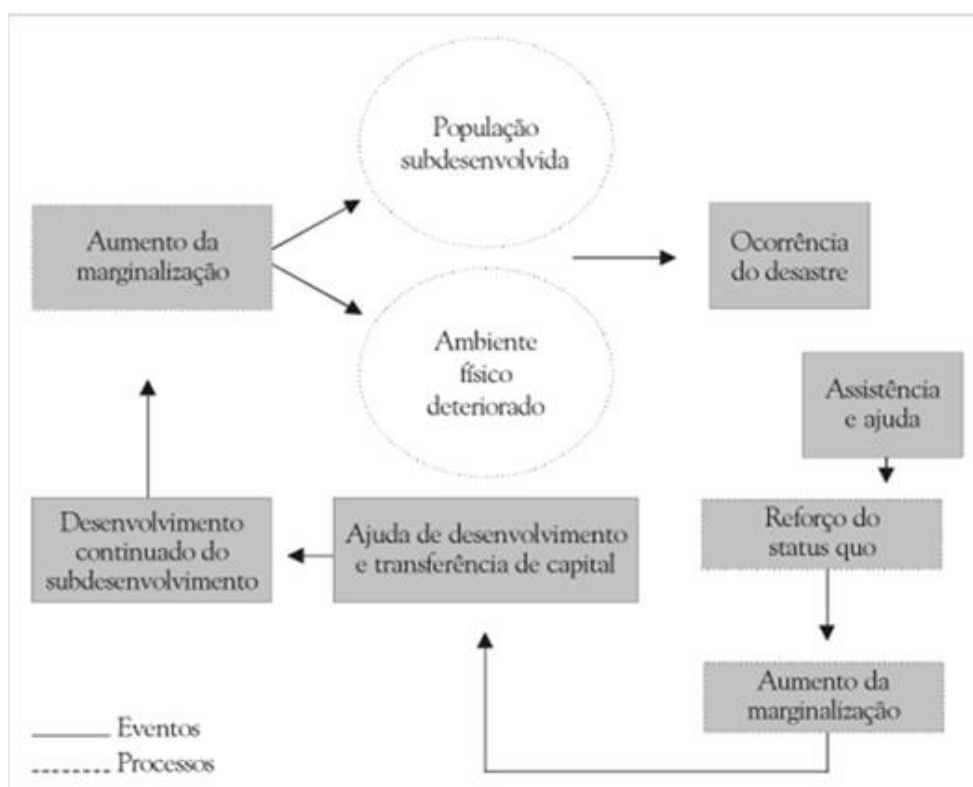 População
subdesenvolvida
Aumento da
marginalização
Ocorrência
do desastre
Ambiente
físico
deteriorado
Assistência
e ajuda
Desenvolvimento
continuado do
subdesenvolvimento
Ajuda de desenvolvimento
e transferência de capital
Reforço do
status quo
Aumento da
marginalização
Eventos
Processos